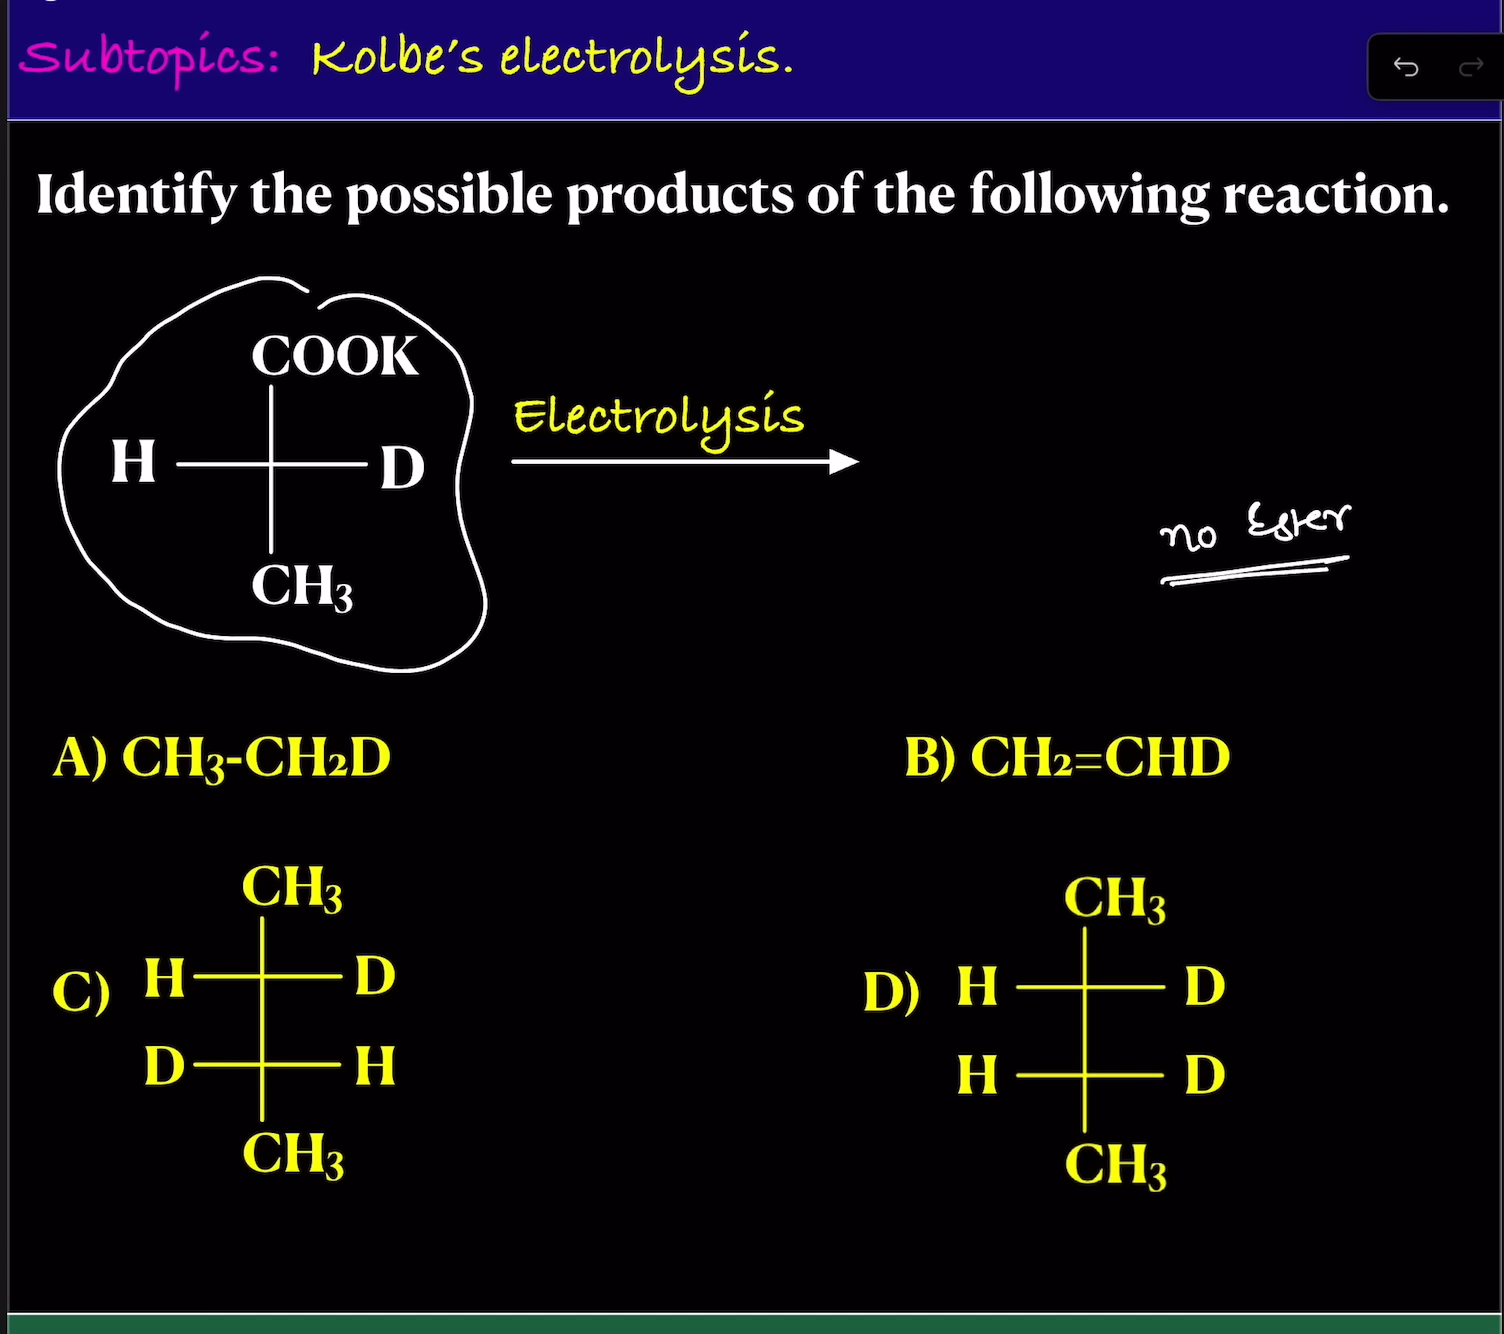 Subtopics: Kolbe's electrolysis.
Identify the possible products of the following reaction.
COOK
H D
CH3
Electrolysis
no Ester
A) CH3-CH2D
B) CH2=CHD
C)
CH3
H D
D H
CH3
D)
CH3
H D
H D
CH3